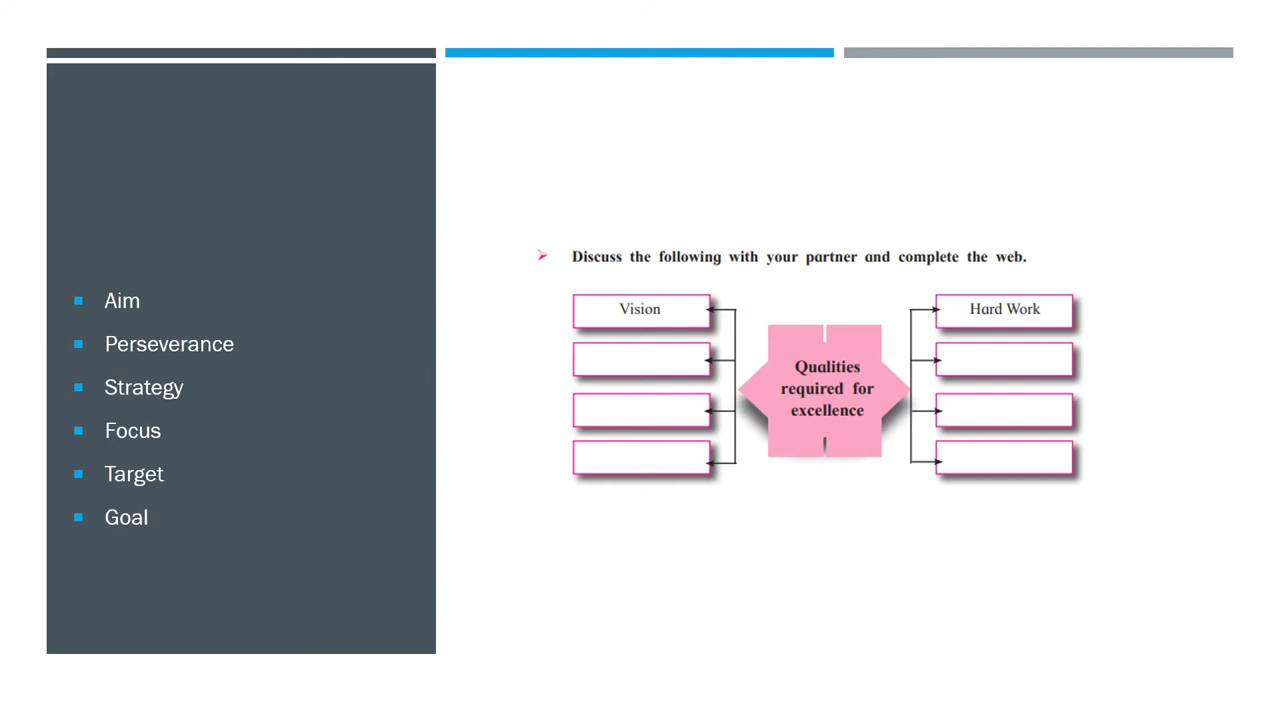 Aim
Perseverance
Strategy
Focus
Target
Goal
Discuss the following with your partner and complete the web.
Vision
Hard Work
Qualities
required for
excellence